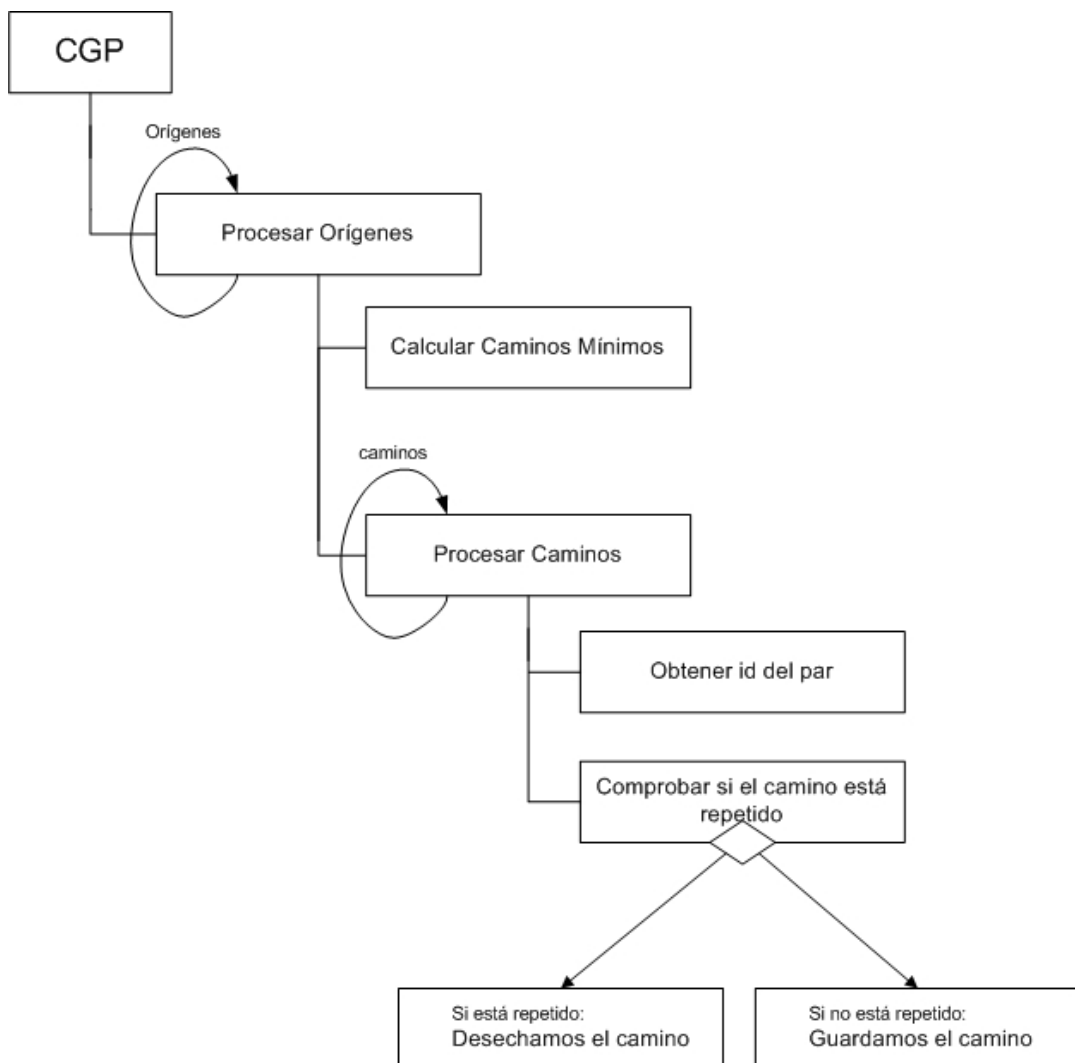 CGP
Orígenes
Procesar Orígenes
Calcular Caminos Mínimos
caminos
Procesar Caminos
Obtener id del par
Comprobar si el camino está
repetido
Si está repetido:
Desechamos el camino
Si no está repetido:
Guardamos el camino